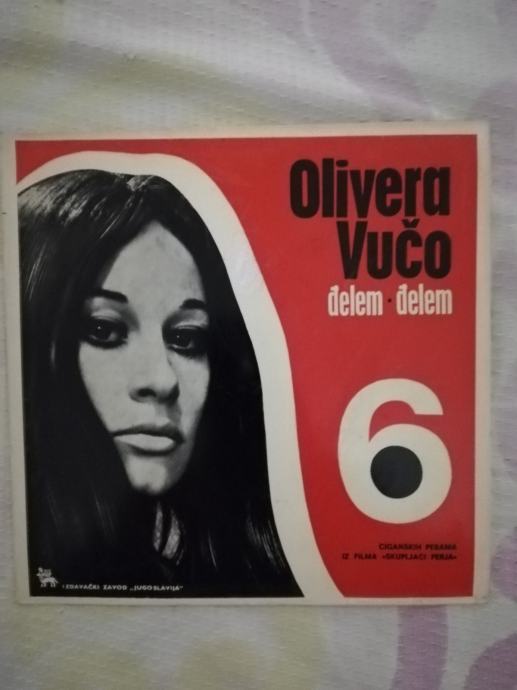 Olivera
Vučo
đelem · đelem
6
CIGANSKIH PESAMA
IZ FILMA »SKUPLJAČI PERJA«
IZDAVAČKI ZAVOD „JUGOSLAVIJA”